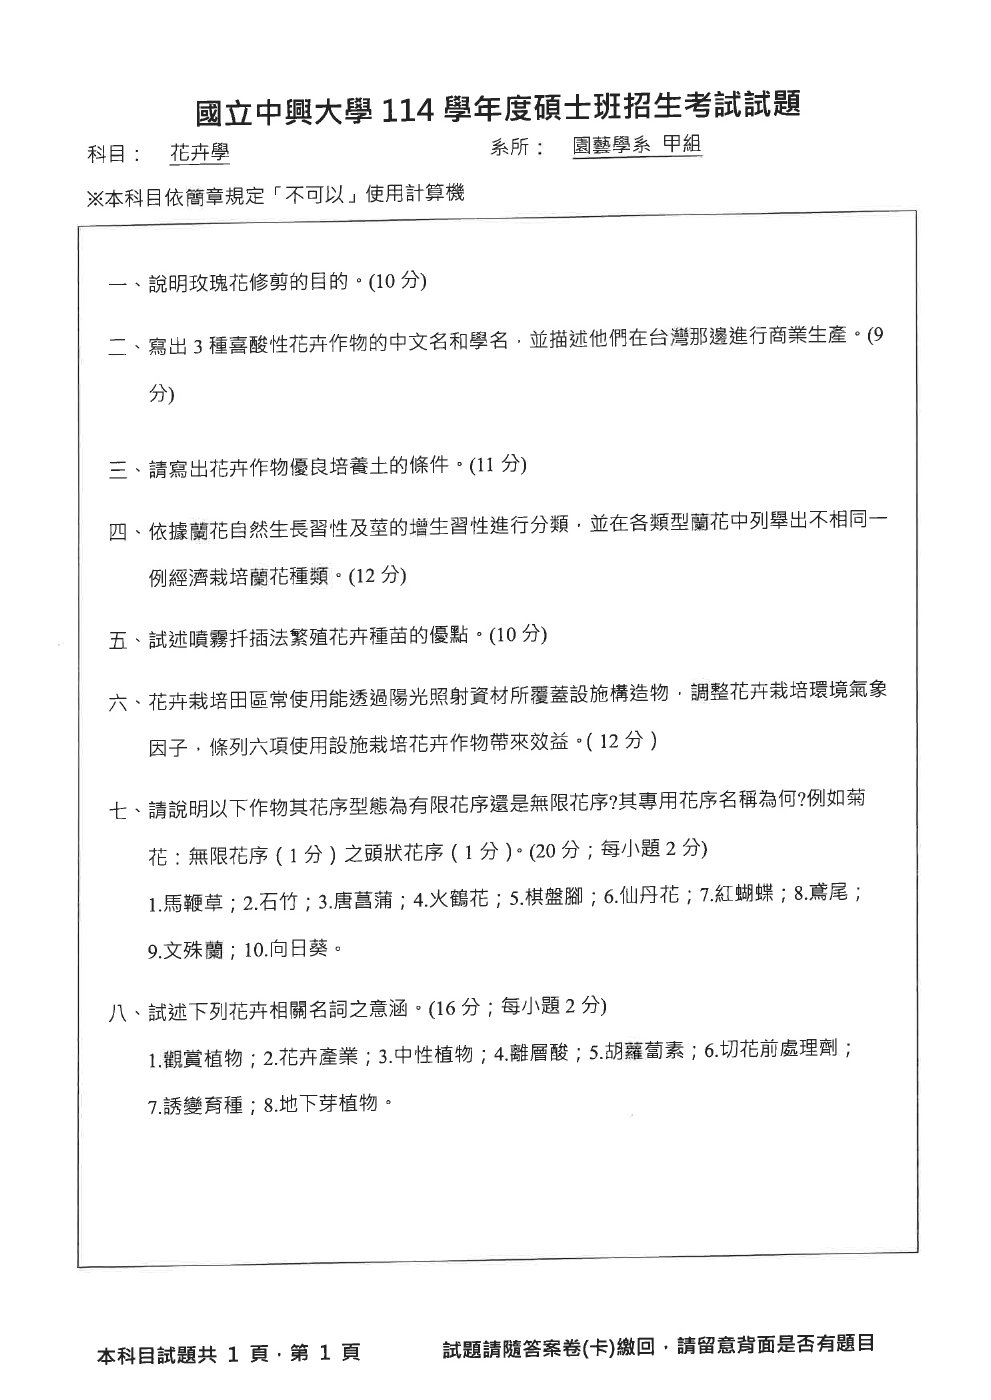 國立中興大學 114 學年度碩士班招生考試試題
科目： 花卉學 系所： 園藝學系 甲組
※本科目依簡章規定「不可以」使用計算機
一、說明玫瑰花修剪的目的。(10 分)
二、寫出 3 種喜酸性花卉作物的中文名和學名，並描述他們在台灣那邊進行商業生產。(9
分)
三、請寫出花卉作物優良培養土的條件。(11 分)
四、依據蘭花自然生長習性及莖的增生習性進行分類，並在各類型蘭花中列舉出不相同一
例經濟栽培蘭花種類。(12 分)
五、試述噴霧扦插法繁殖花卉種苗的優點。(10 分)
六、花卉栽培田區常使用能透過陽光照射資材所覆蓋設施構造物，調整花卉栽培環境氣象
因子，條列六項使用設施栽培花卉作物帶來效益。( 12 分 )
七、請說明以下作物其花序型態為有限花序還是無限花序?其專用花序名稱為何?例如菊
花：無限花序（1 分）之頭狀花序（1 分）。(20 分；每小題 2 分)
1.馬鞭草；2.石竹；3.唐菖蒲；4.火鶴花；5.棋盤腳；6.仙丹花；7.紅蝴蝶；8.鳶尾；
9.文殊蘭；10.向日葵。
八、試述下列花卉相關名詞之意涵。(16 分；每小題 2 分)
1.觀賞植物；2.花卉產業；3.中性植物；4.離層酸；5.胡蘿蔔素；6.切花前處理劑；
7.誘變育種；8.地下芽植物。
本科目試題共 1 頁，第 1 頁 試題請隨答案卷(卡)繳回，請留意背面是否有題目